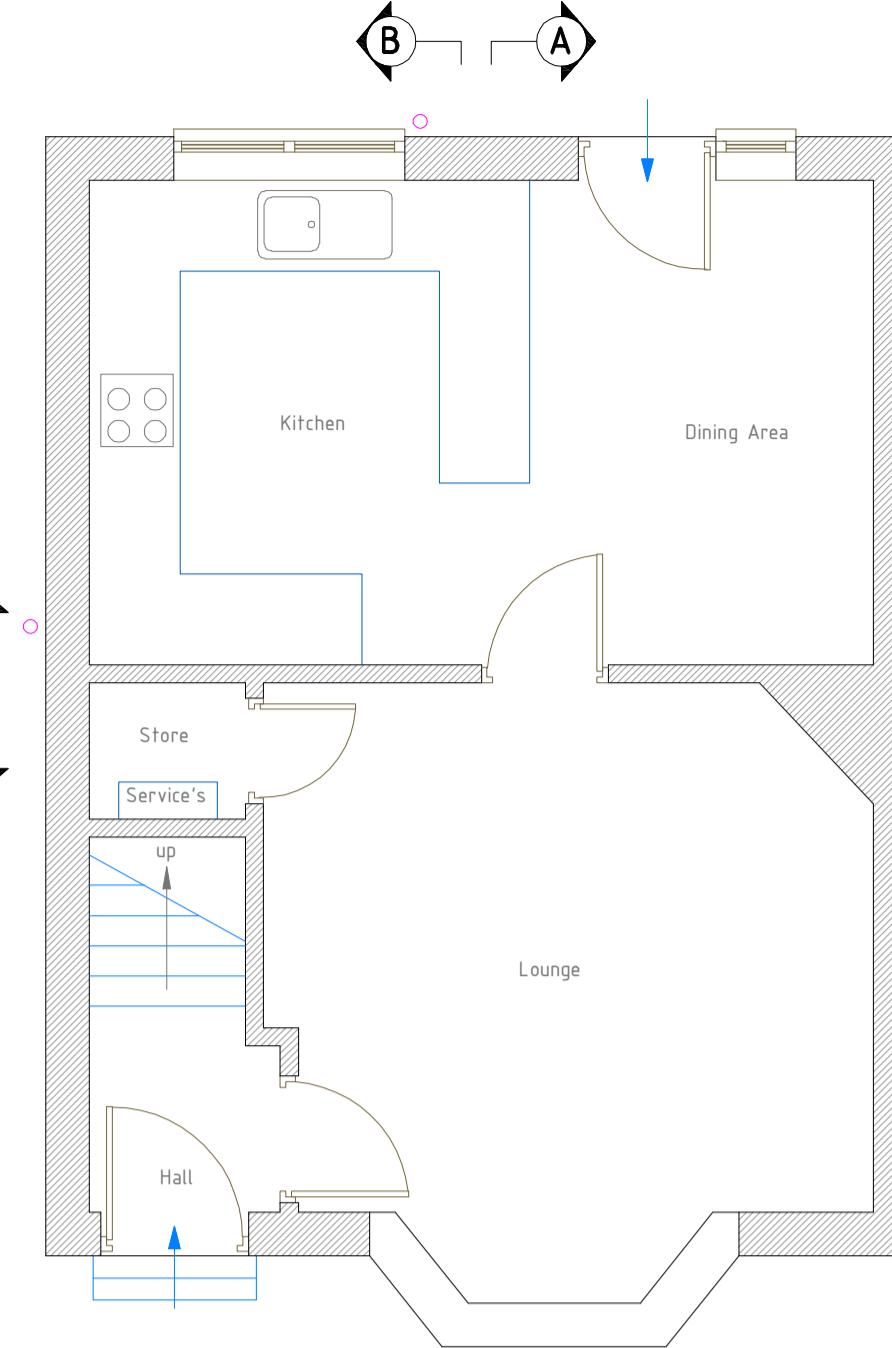 B A
Kitchen
Dining Area
Store
Service's
up
Lounge
Hall